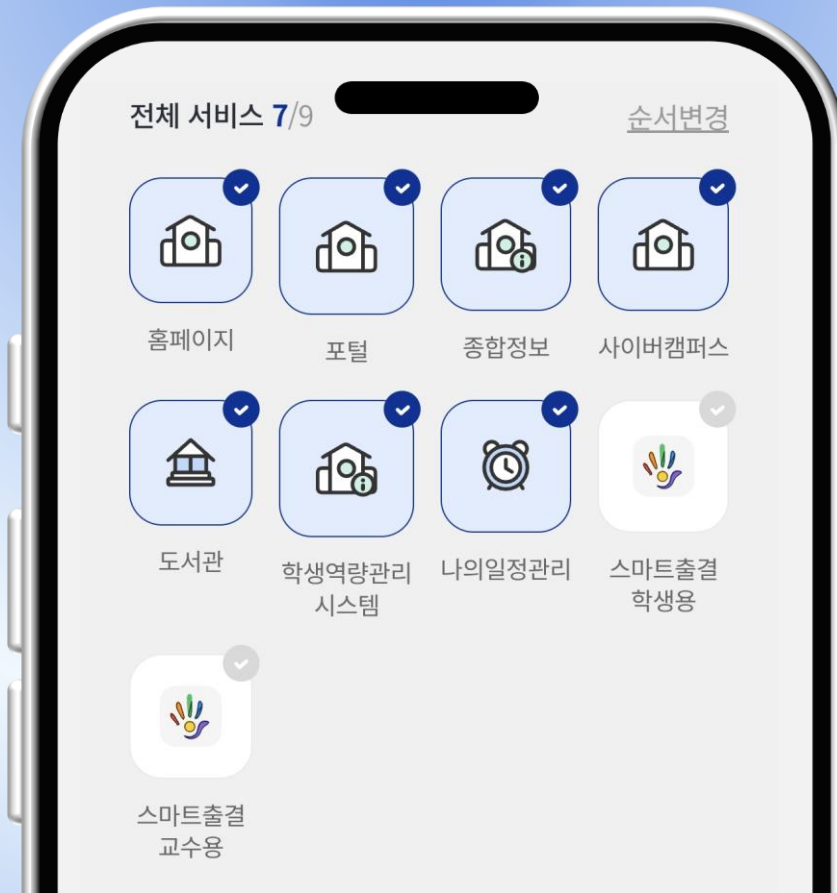 전체 서비스 7/9
순서변경
홈페이지
포털
종합정보
사이버캠퍼스
도서관
학생역량관리
시스템
나의일정관리
스마트출결
학생용
스마트출결
교수용